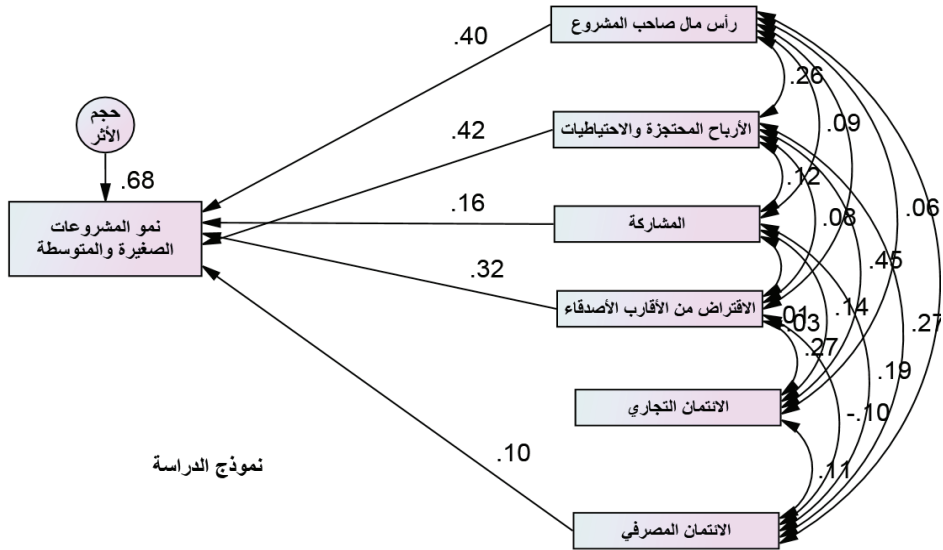 رأس مال صاحب المشروع
.40
.26
حجم
الأثر
الأرباح المحتجزة والاحتياطيات
.42
.09
.68
.12
.16
نمو المشروعات
الصغيرة والمتوسطة
المشاركة
.08
.06
.32
.45
الاقتراض من الأقارب الأصدقاء
.01
.03
.14
.27
.27
.19
الائتمان التجاري
-.10
.10
نموذج الدراسة
.11
الائتمان المصرفي